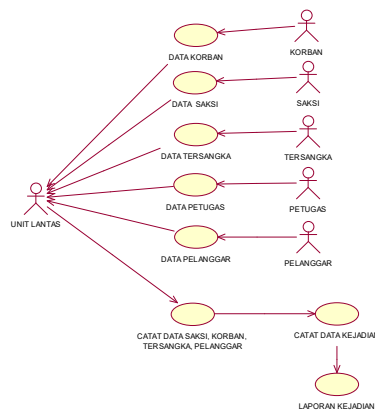 KORBAN
DATA KORBAN
SAKSI
DATA SAKSI
TERSANGKA
DATA TERSANGKA
PETUGAS
DATA PETUGAS
UNIT LANTAS
PELANGGAR
DATA PELANGGAR
CATAT DATA SAKSI, KORBAN,
TERSANGKA, PELANGGAR
CATAT DATA KEJADIAN
LAPORAN KEJADIAN